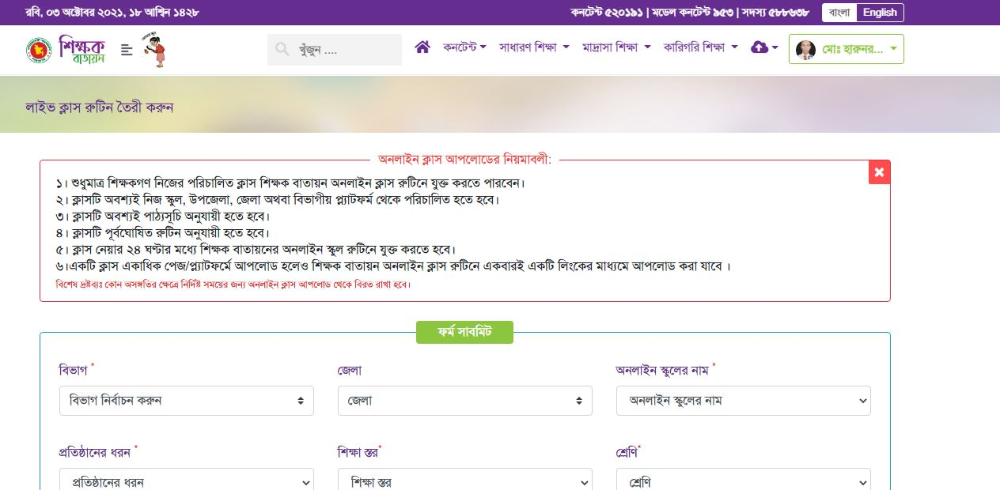 রবি, ০৩ অক্টোবর ২০২১, ১৮ আশ্বিন ১৪২৮
কনটেন্ট ৫২০১৯১ | মডেল কনটেন্ট ৯৫৩ | সদস্য ৫৮৮৬৩৮ বাংলা English
শিক্ষক
বাতায়ন
খুঁজুন ....
কনটেন্ট সাধারণ শিক্ষা মাদ্রাসা শিক্ষা কারিগরি শিক্ষা মোঃ হারুনর...
লাইভ ক্লাস রুটিন তৈরী করুন
অনলাইন ক্লাস আপলোডের নিয়মাবলী:
১। শুধুমাত্র শিক্ষকগণ নিজের পরিচালিত ক্লাস শিক্ষক বাতায়ন অনলাইন ক্লাস রুটিনে যুক্ত করতে পারবেন।
২। ক্লাসটি অবশ্যই নিজ স্কুল, উপজেলা, জেলা অথবা বিভাগীয় প্ল্যাটফর্ম থেকে পরিচালিত হতে হবে।
৩। ক্লাসটি অবশ্যই পাঠ্যসূচি অনুযায়ী হতে হবে।
৪। ক্লাসটি পূর্বঘোষিত রুটিন অনুযায়ী হতে হবে।
৫। ক্লাস নেয়ার ২৪ ঘণ্টার মধ্যে শিক্ষক বাতায়নের অনলাইন স্কুল রুটিনে যুক্ত করতে হবে।
৬।একটি ক্লাস একাধিক পেজ/প্ল্যাটফর্মে আপলোড হলেও শিক্ষক বাতায়ন অনলাইন ক্লাস রুটিনে একবারই একটি লিংকের মাধ্যমে আপলোড করা যাবে ।
বিশেষ দ্রষ্টব্যঃ কোন অসঙ্গতির ক্ষেত্রে নির্দিষ্ট সময়ের জন্য অনলাইন ক্লাস আপলোড থেকে বিরত রাখা হবে।
ফর্ম সাবমিট
বিভাগ * জেলা অনলাইন স্কুলের নাম *
বিভাগ নির্বাচন করুন জেলা অনলাইন স্কুলের নাম
প্রতিষ্ঠানের ধরন * শিক্ষা স্তর* শ্রেণি*
প্রতিষ্ঠানের ধরন শিক্ষা স্তর শ্রেণি